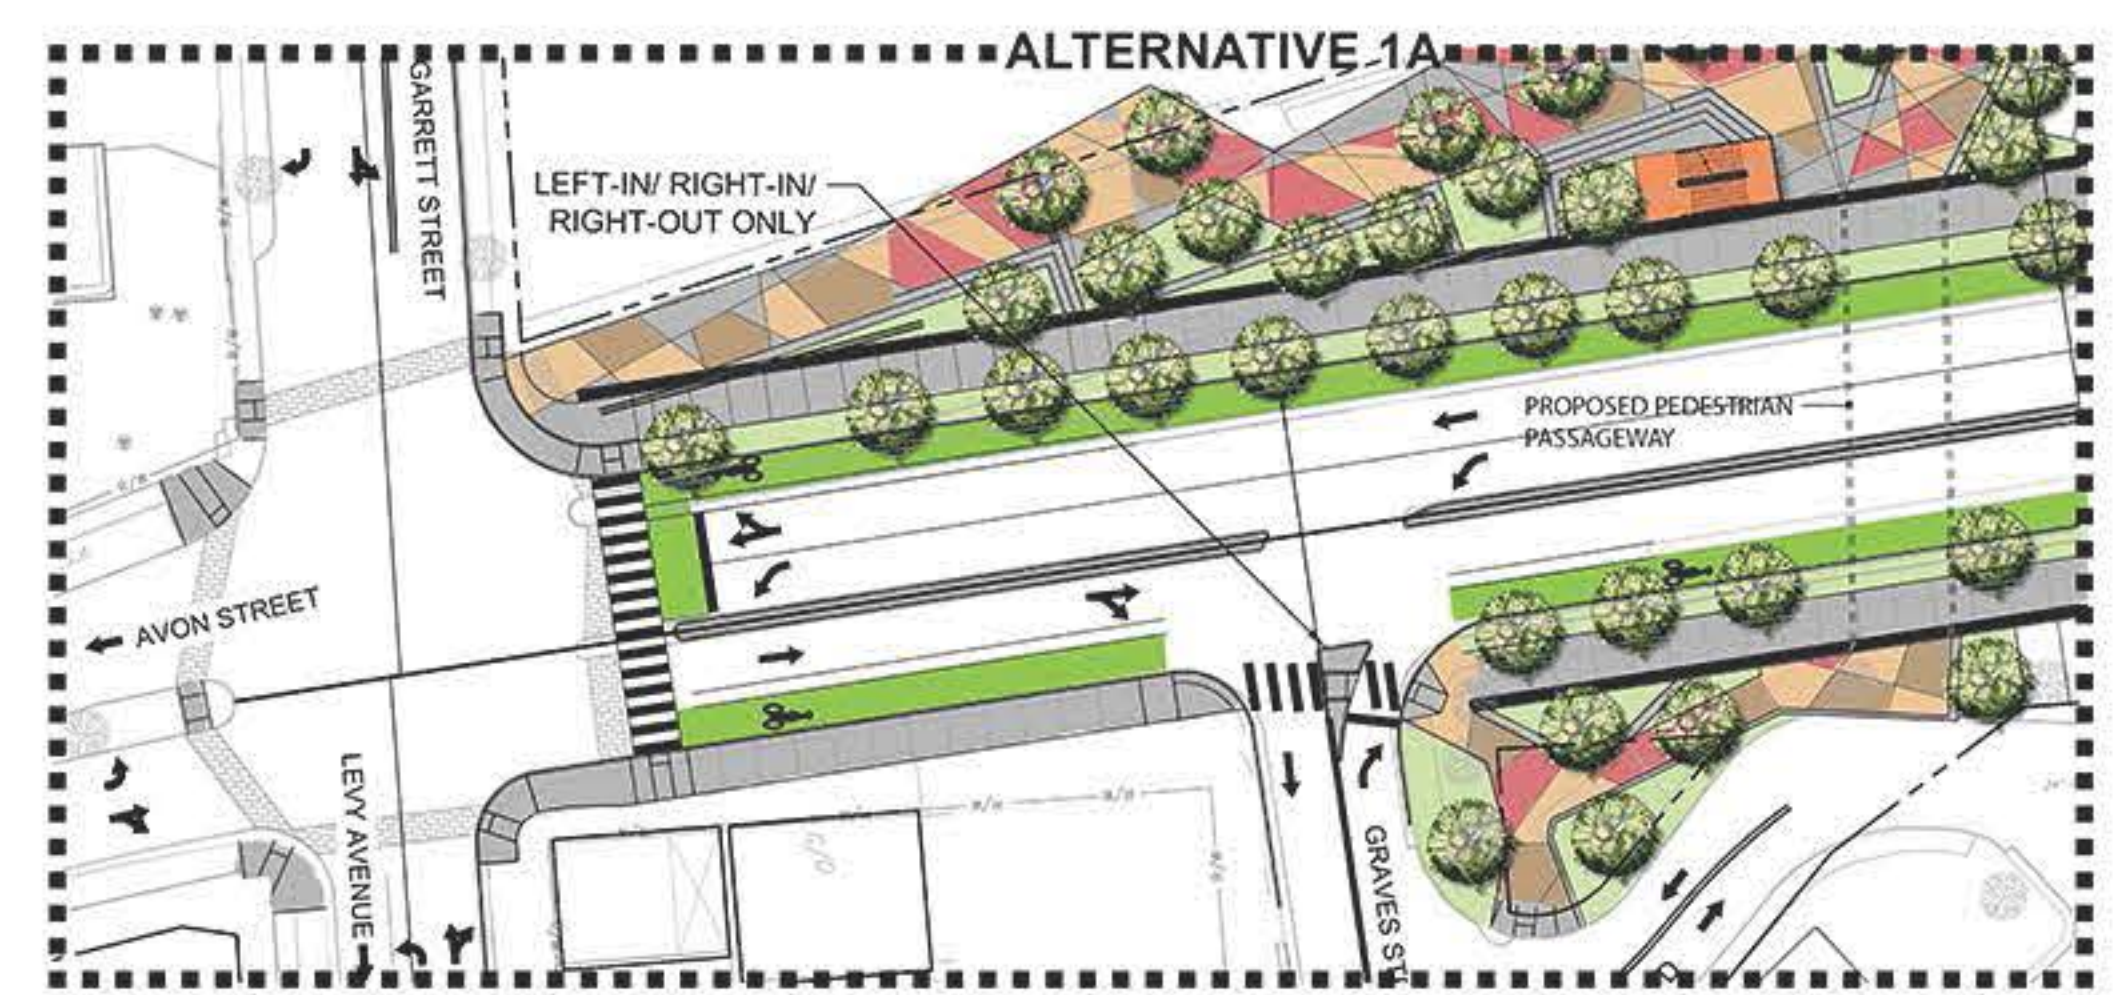 ALTERNATIVE 1A
GARRETT STREET
LEFT-IN/ RIGHT-IN/
RIGHT-OUT ONLY
PROPOSED PEDESTRIAN
PASSAGEWAY
AVON STREET
LEVY AVENUE
GRAVES ST